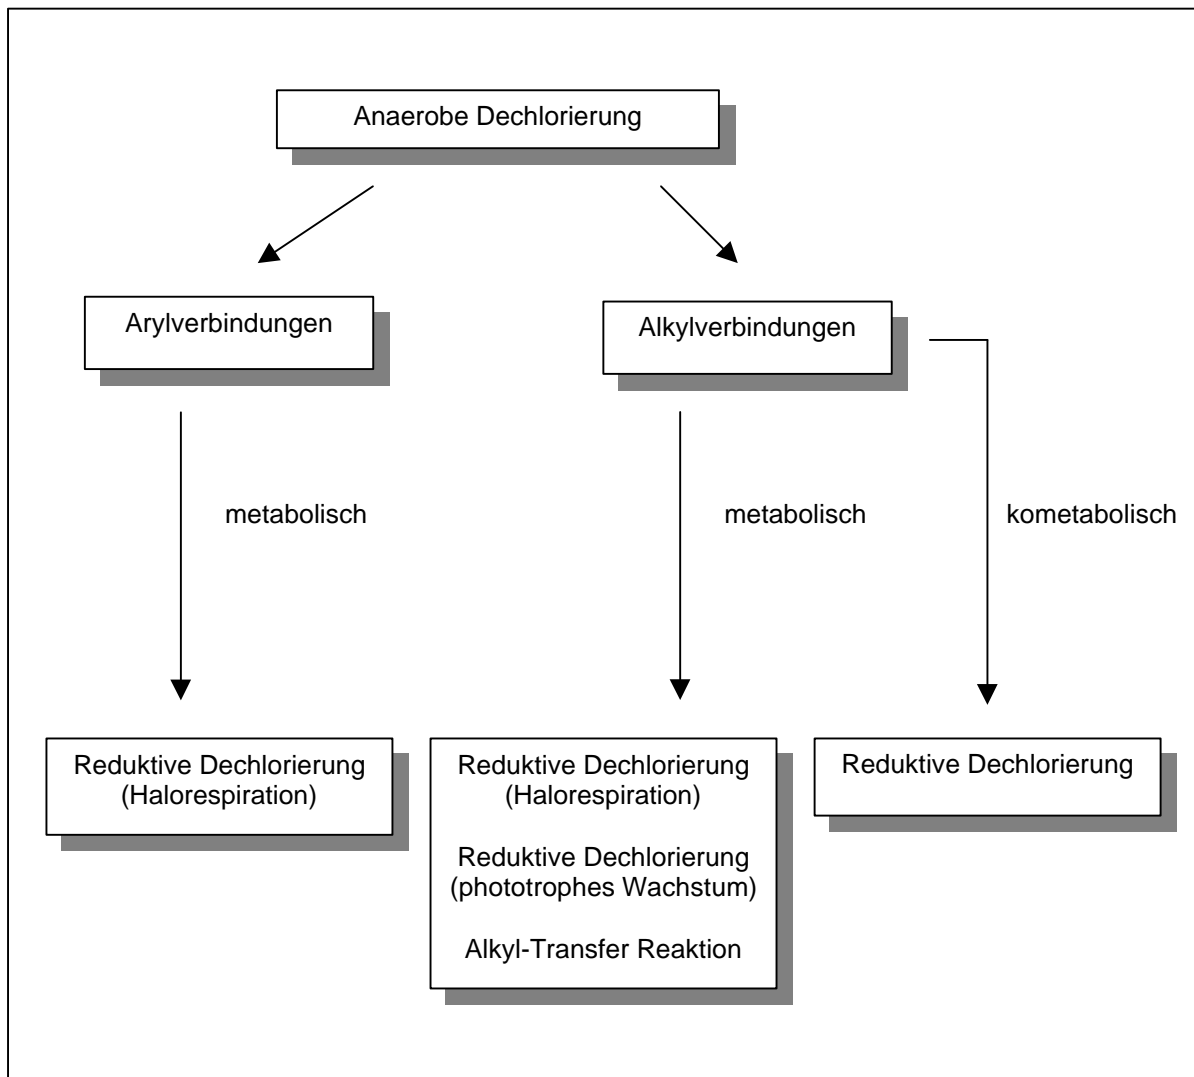 Anaerobe Dechlorierung
Arylverbindungen
Alkylverbindungen
metabolisch
metabolisch
kometabolisch
Reduktive Dechlorierung
(Halorespiration)
Reduktive Dechlorierung
(Halorespiration)
Reduktive Dechlorierung
(phototrophes Wachstum)
Alkyl-Transfer Reaktion
Reduktive Dechlorierung